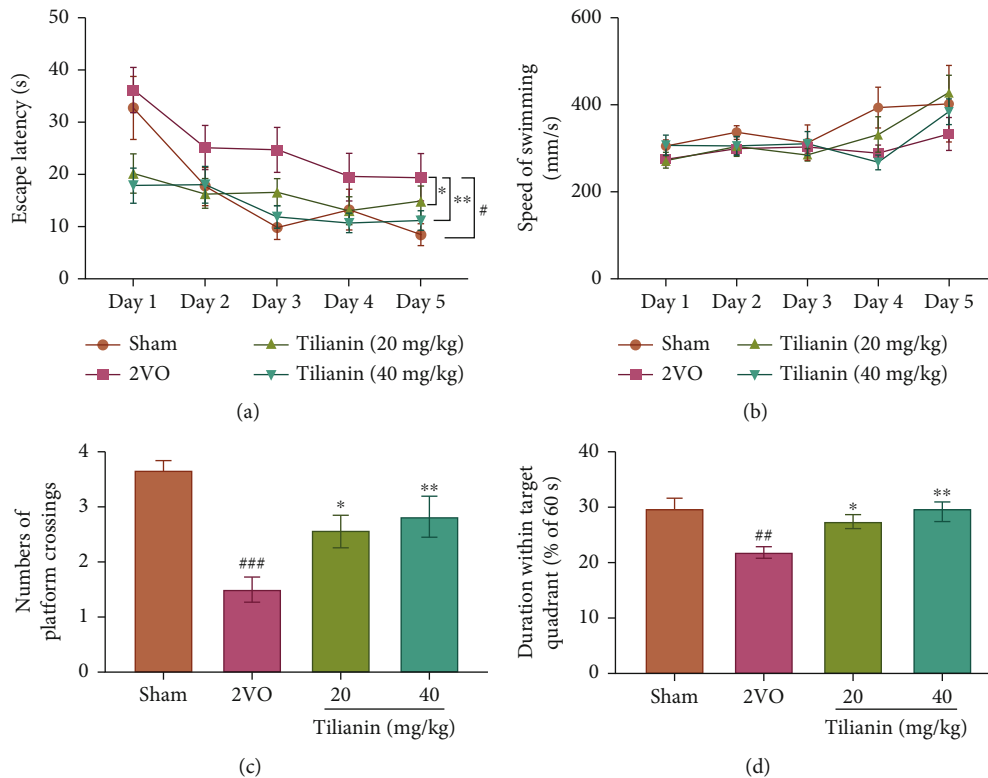 50
40
30
20
10
0
Escape latency (s)
*
**
#
Day 1 Day 2 Day 3 Day 4 Day 5
Sham
2VO
Tilianin (20 mg/kg)
Tilianin (40 mg/kg)
(a)
600
400
200
0
Speed of swimming
(mm/s)
Day 1 Day 2 Day 3 Day 4 Day 5
Sham
2VO
Tilianin (20 mg/kg)
Tilianin (40 mg/kg)
(b)
4
3
2
1
0
Numbers of
platform crossings
###
*
**
Sham 2VO 20 40
Tilianin (mg/kg)
(c)
40
30
20
10
0
Duration within target
quadrant (% of 60 s)
##
*
**
Sham 2VO 20 40
Tilianin (mg/kg)
(d)